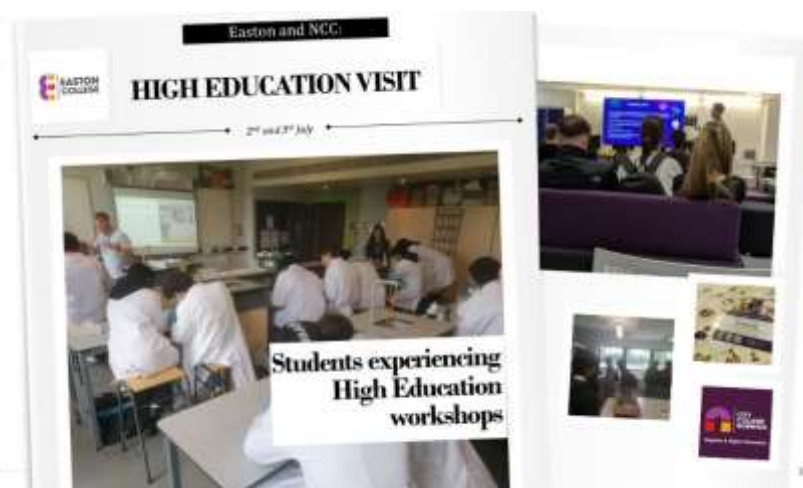 Easton and NCC:
EASTON
COLLEGE
HIGH EDUCATION VISIT
2nd and 3rd July
Students experiencing
High Education
workshops
CITY
COLLEGE
NORWICH